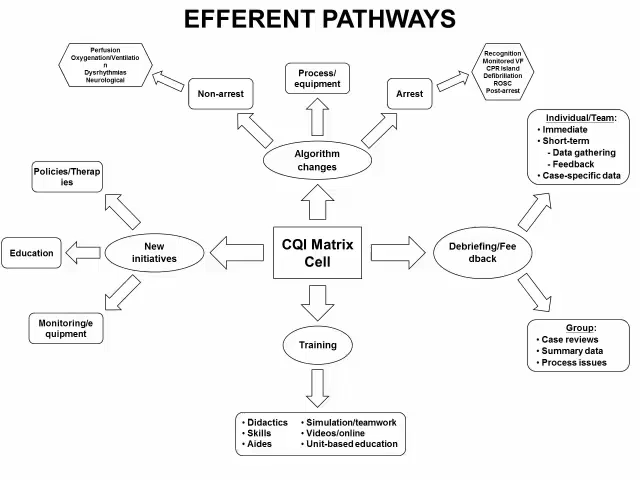 EFFERENT PATHWAYS
Perfusion
Oxygenation/Ventilatio
n
Dysrhythmias
Neurological
Non-arrest
Process/
equipment
Arrest
Recognition
Monitored VF
CPR Island
Defibrillation
ROSC
Post-arrest
Algorithm
changes
Individual/Team:
• Immediate
• Short-term
- Data gathering
- Feedback
• Case-specific data
Policies/Therap
ies
Education
New
initiatives
Monitoring/e
quipment
CQI Matrix
Cell
Debriefing/Fee
dback
Group:
• Case reviews
• Summary data
• Process issues
Training
• Didactics • Simulation/teamwork
• Skills • Videos/online
• Aides • Unit-based education